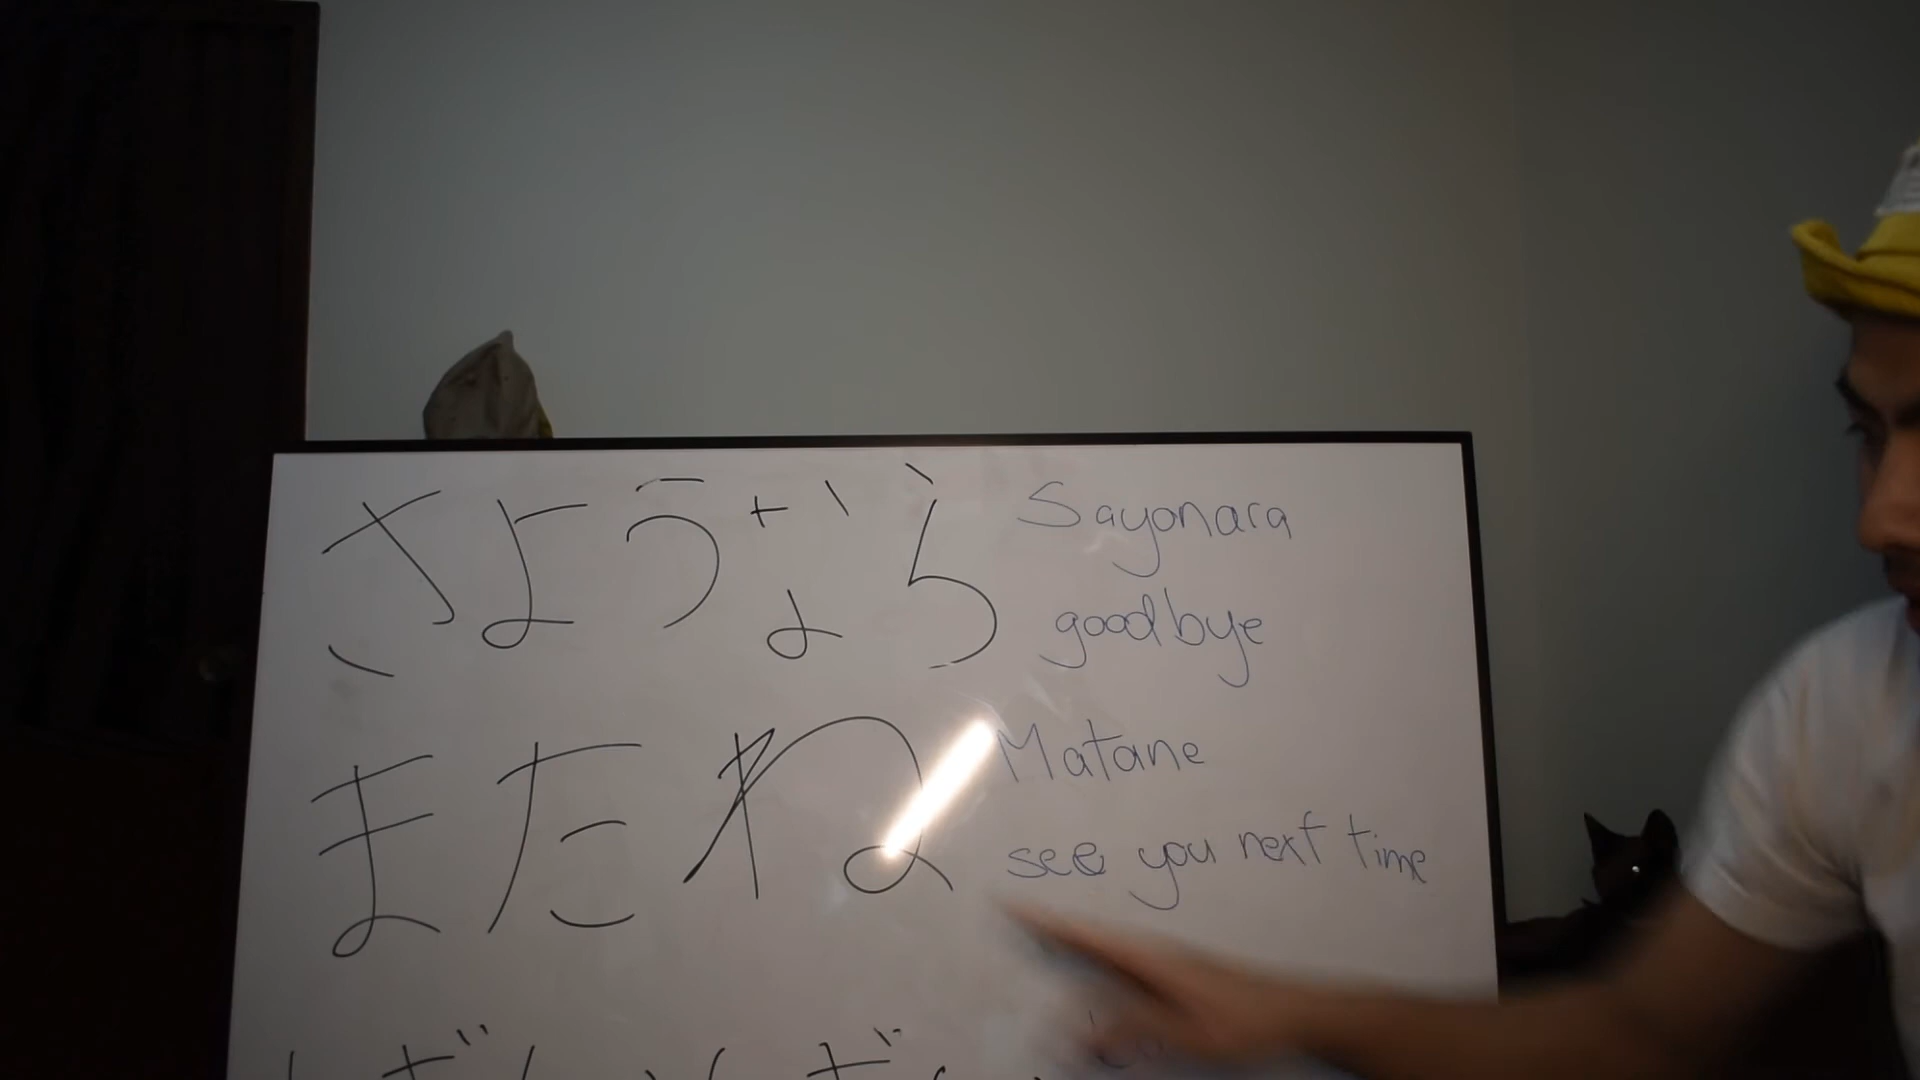 さようなら Sayonara
goodbye
またね Matane
see you next time